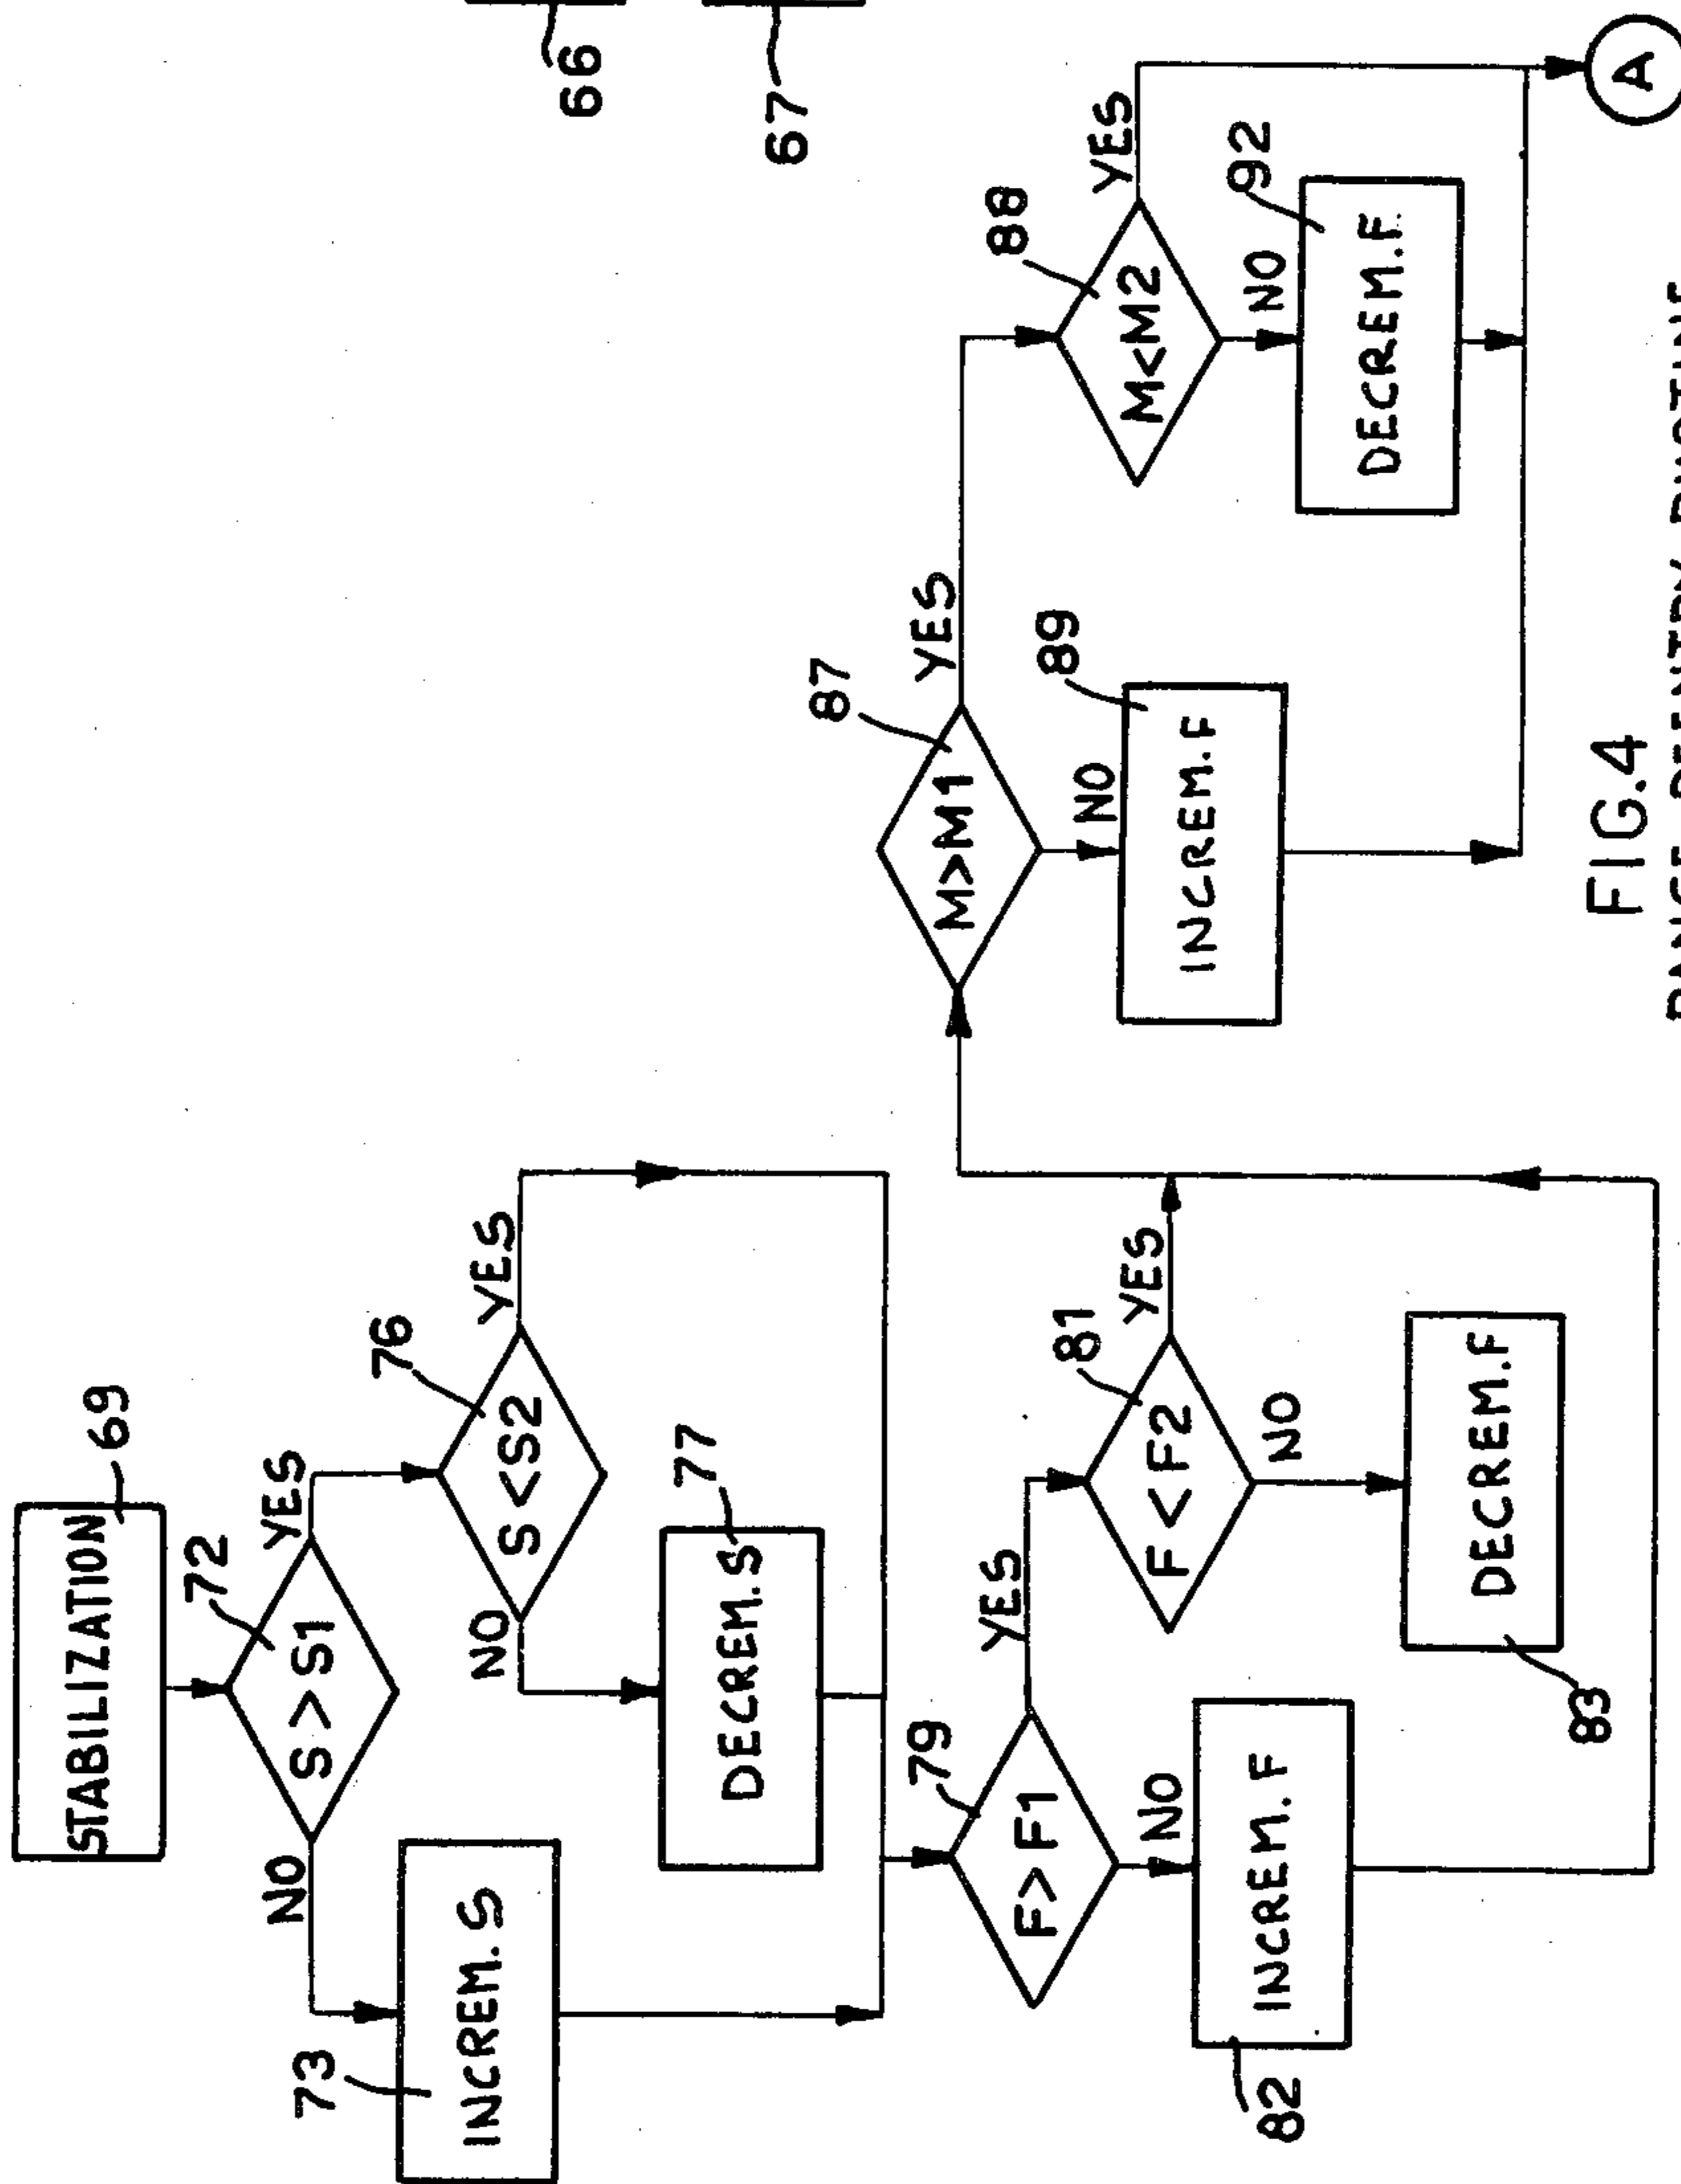 66
67
STABILIZATION
69
72
S > S1
NO
YES
73
INCREM. S
76
S < S2
NO
YES
77
DECREM. S
79
F > F1
YES
NO
82
INCREM. F
81
F < F2
YES
NO
DECREM. F
83
87
M>M1
YES
NO
89
INCREM. F
88
M<M2
YES
NO
92
DECREM. F
A
FIG.4